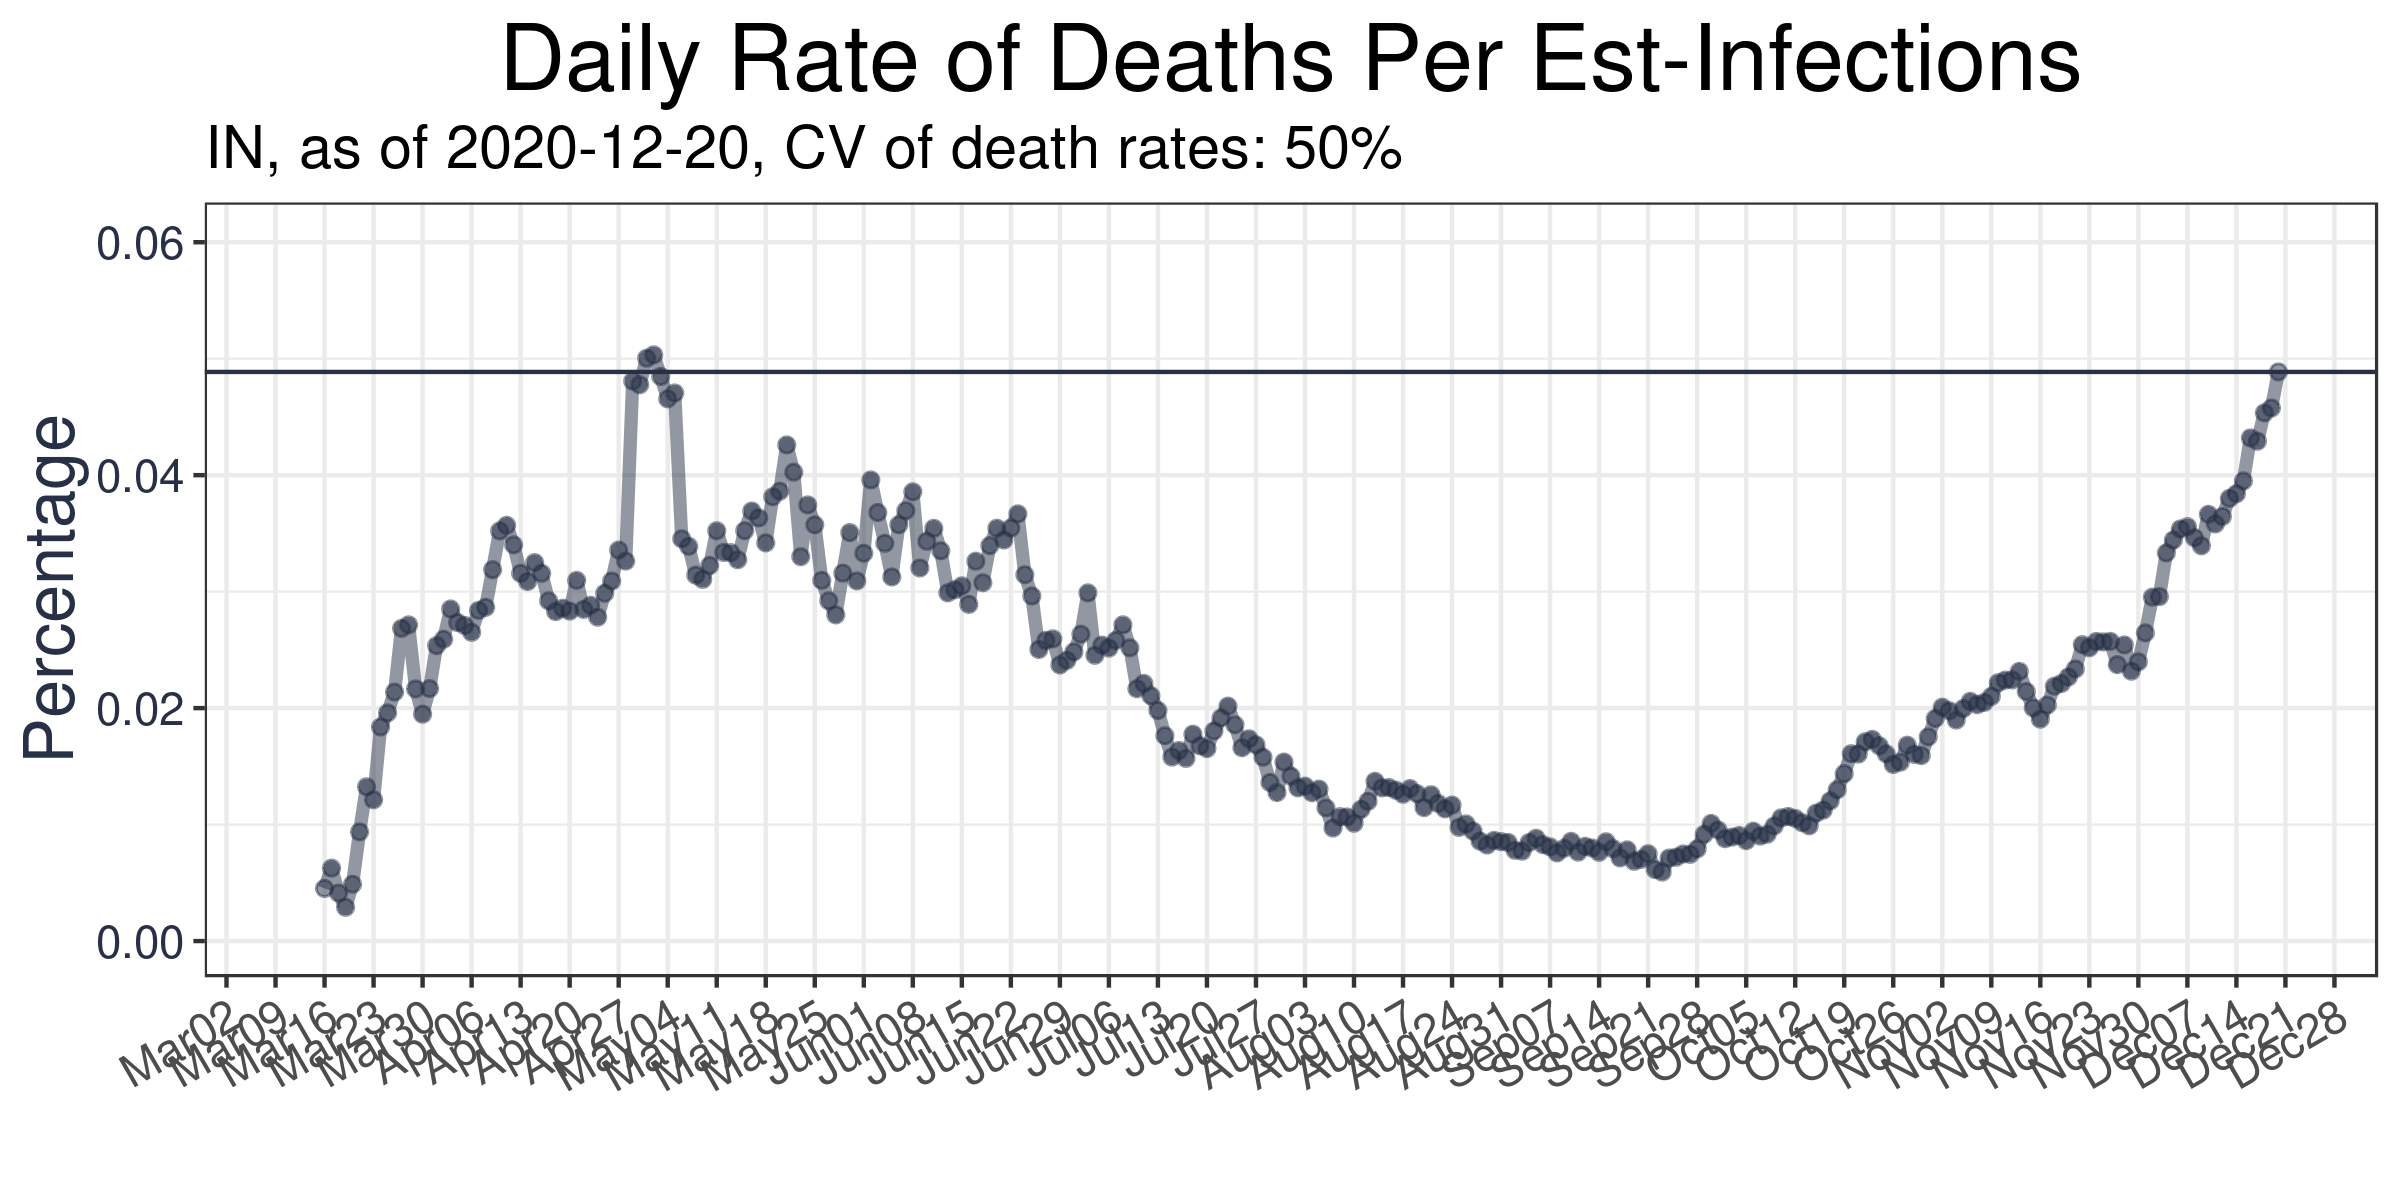 Daily Rate of Deaths Per Est-Infections
IN, as of 2020-12-20, CV of death rates: 50%
Percentage
0.06
0.04
0.02
0.00
Mar02
Mar09
Mar16
Mar23
Mar30
Apr06
Apr13
Apr20
Apr27
May04
May11
May18
May25
Jun01
Jun08
Jun15
Jun22
Jun29
Jul06
Jul13
Jul20
Jul27
Aug03
Aug10
Aug17
Aug24
Aug31
Sep07
Sep14
Sep21
Sep28
Oct05
Oct12
Oct19
Oct26
Nov02
Nov09
Nov16
Nov23
Nov30
Dec07
Dec14
Dec21
Dec28